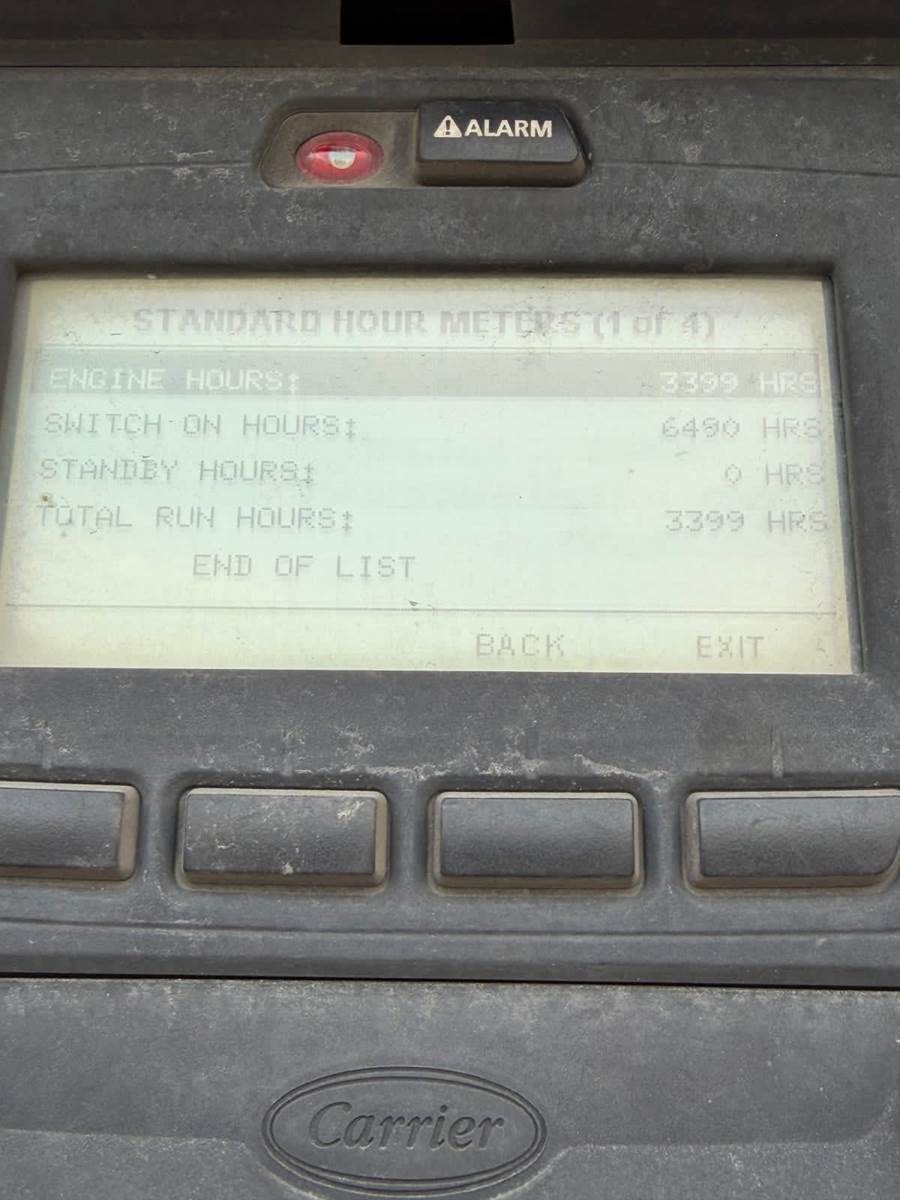 ⚠ALARM
STANDARD HOUR METERS (1 of 4)
ENGINE HOURS: 3399 HRS
SWITCH ON HOURS: 6490 HRS
STANDBY HOURS: 0 HRS
TOTAL RUN HOURS: 3399 HRS
END OF LIST
BACK EXIT
Carrier